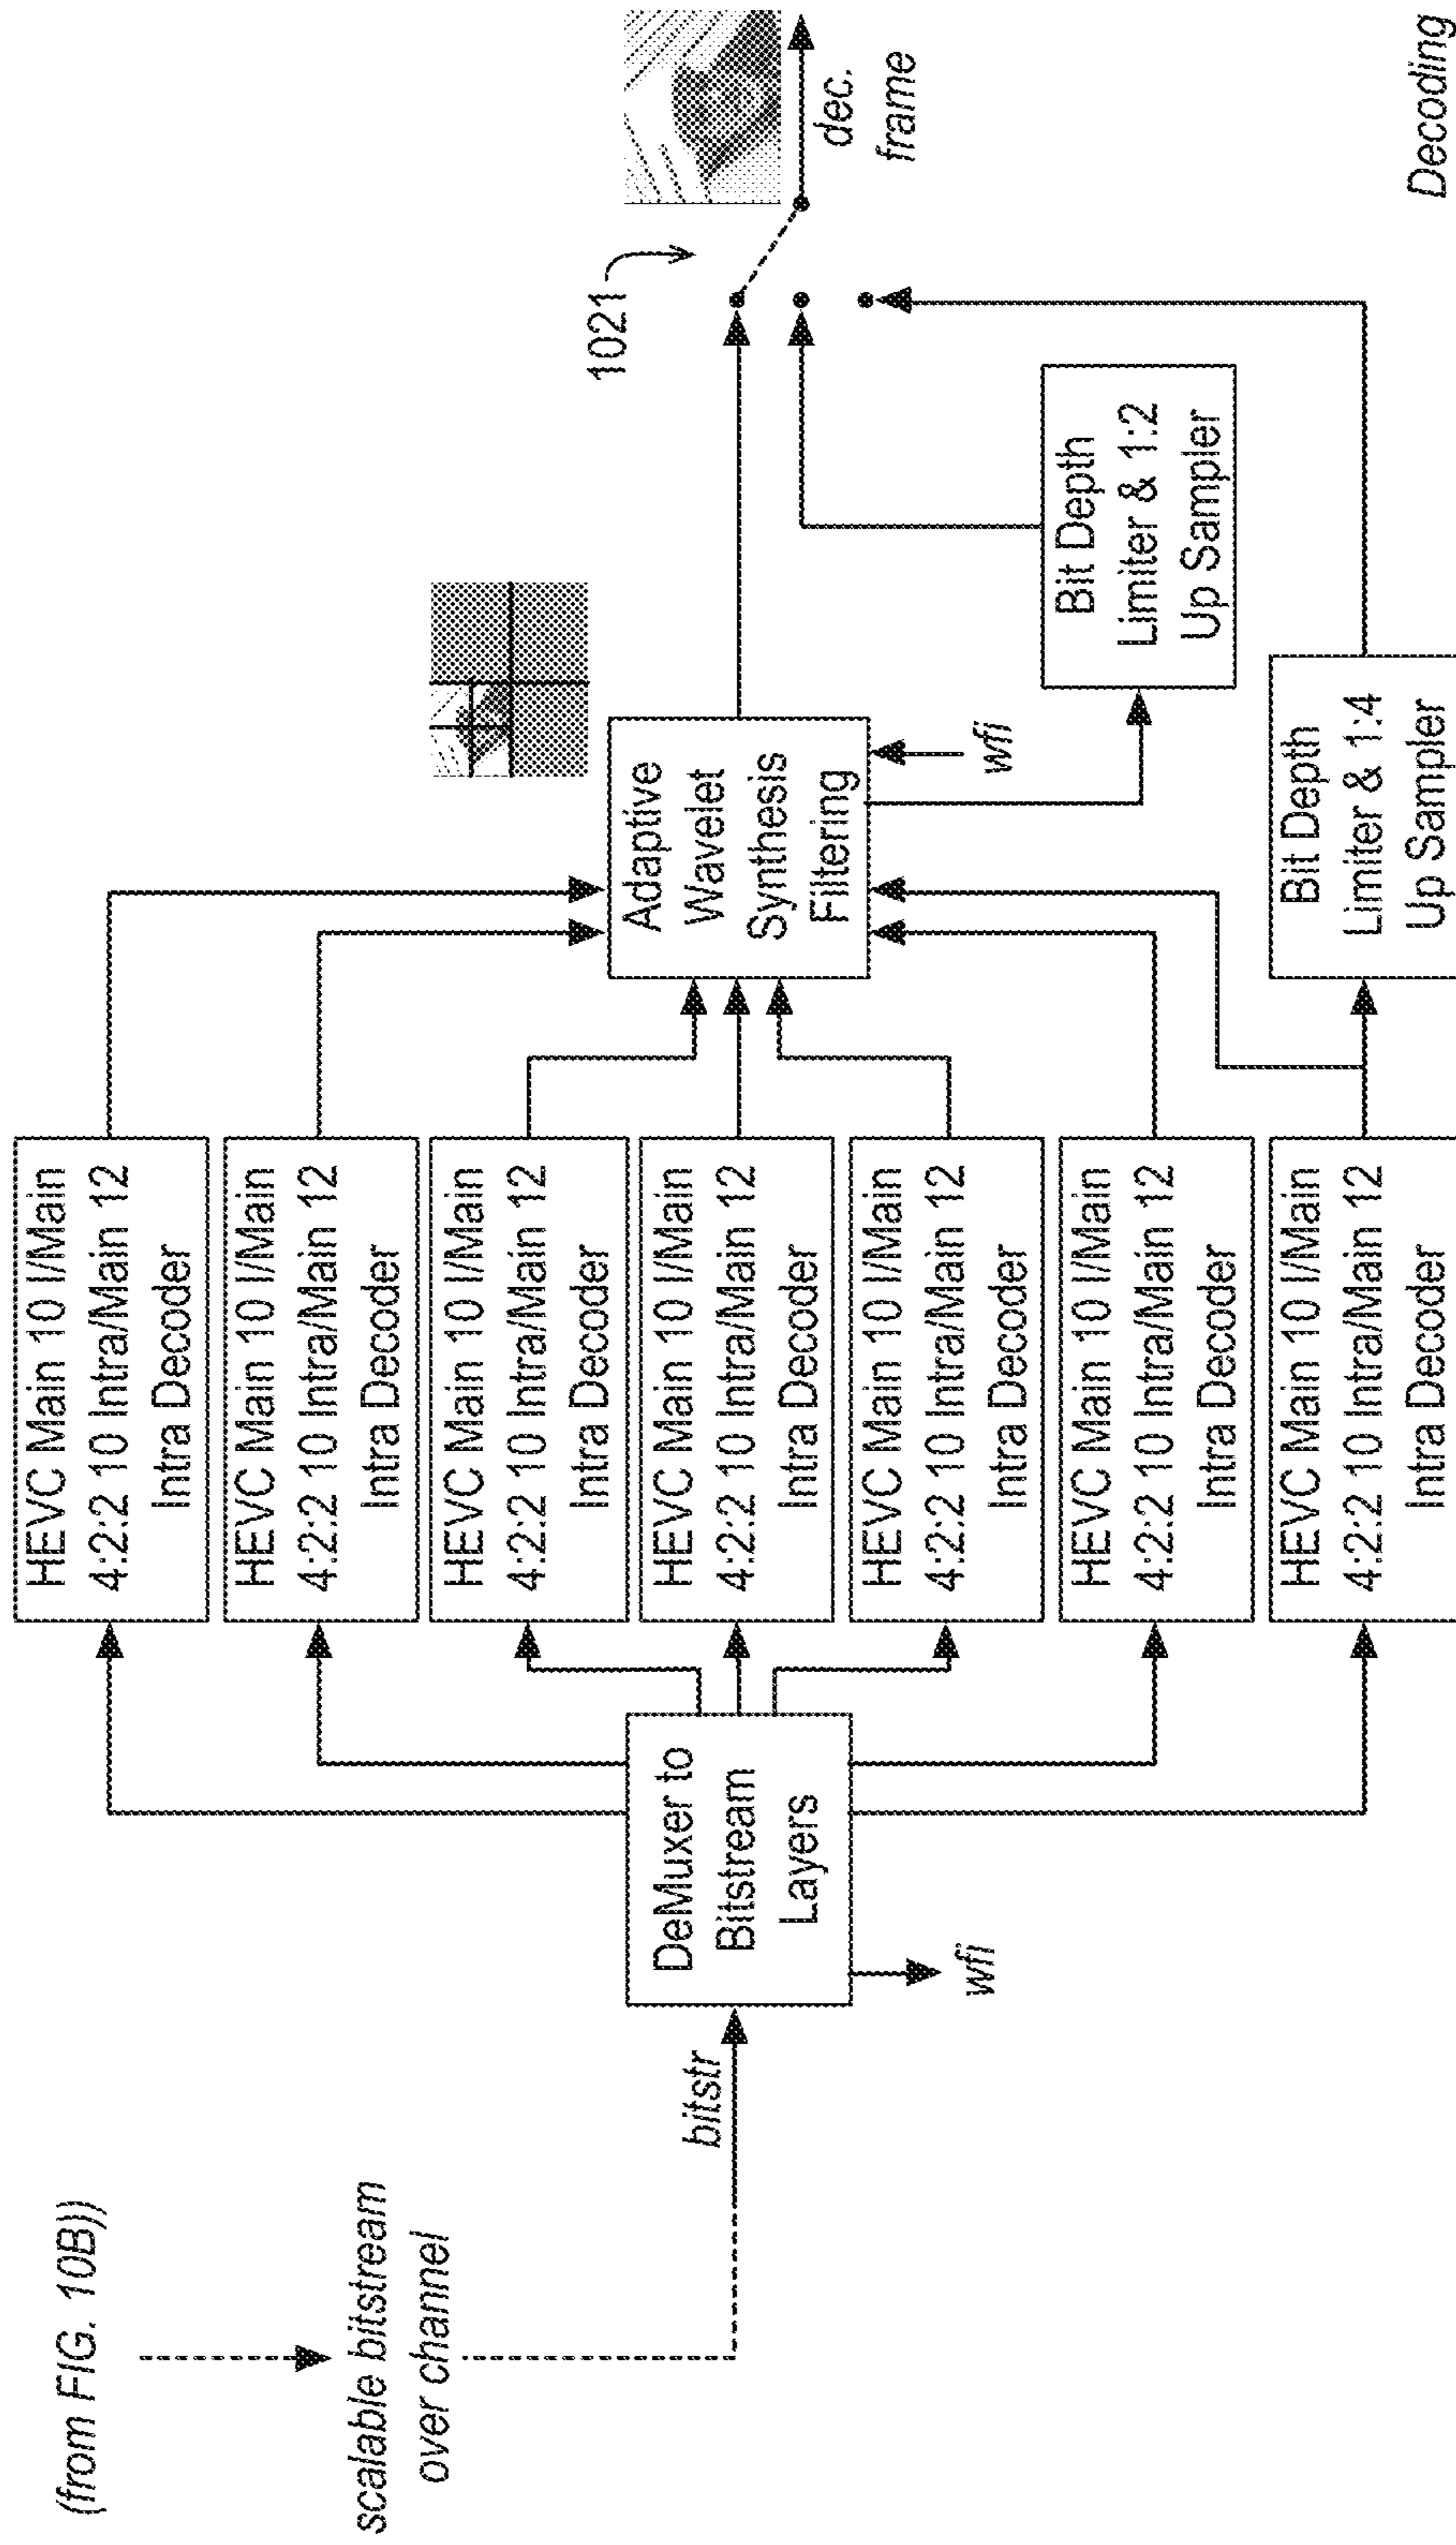 (from FIG. 10B))
scalable bitstream
over channel
bitstr
DeMuxer to
Bitstream
Layers
wfi
HEVC Main 10 I/Main
4:2:2 10 Intra/Main 12
Intra Decoder
HEVC Main 10 I/Main
4:2:2 10 Intra/Main 12
Intra Decoder
HEVC Main 10 I/Main
4:2:2 10 Intra/Main 12
Intra Decoder
HEVC Main 10 I/Main
4:2:2 10 Intra/Main 12
Intra Decoder
HEVC Main 10 I/Main
4:2:2 10 Intra/Main 12
Intra Decoder
HEVC Main 10 I/Main
4:2:2 10 Intra/Main 12
Intra Decoder
HEVC Main 10 I/Main
4:2:2 10 Intra/Main 12
Intra Decoder
Adaptive
Wavelet
Synthesis
Filtering
wfi
Bit Depth
Limiter & 1:2
Up Sampler
Bit Depth
Limiter & 1:4
Up Sampler
1021
dec.
frame
Decoding